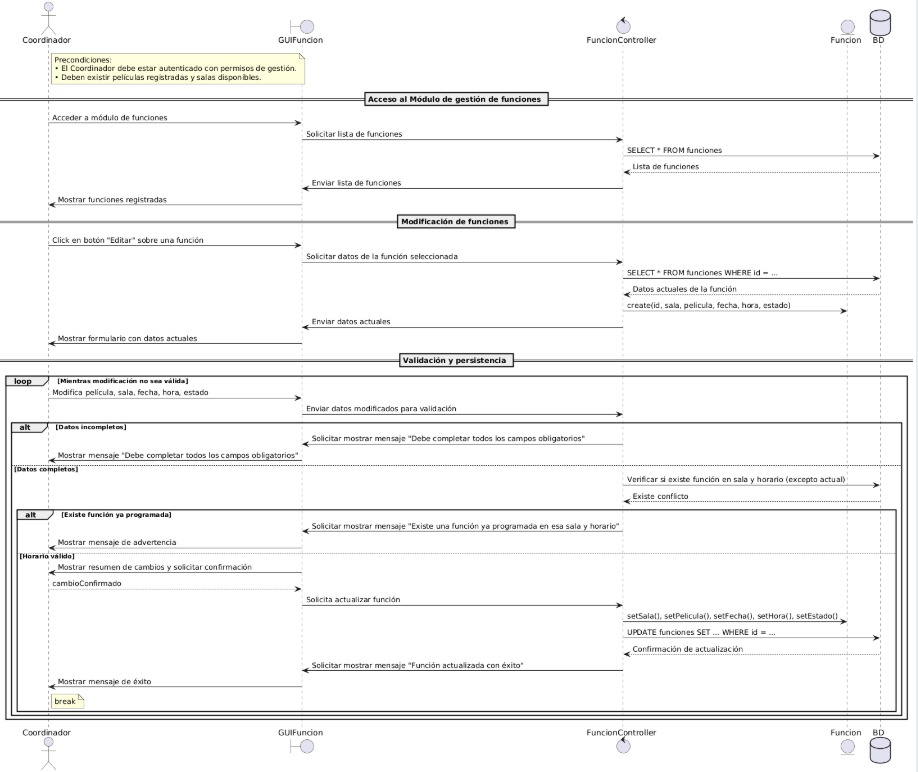 Coordinador
GUIFuncion
FuncionController
Funcion
BD
Precondiciones:
• El Coordinador debe estar autenticado con permisos de gestión.
• Deben existir películas registradas y salas disponibles.
Acceso al Módulo de gestión de funciones
Acceder a módulo de funciones
Solicitar lista de funciones
SELECT * FROM funciones
Lista de funciones
Enviar lista de funciones
Mostrar funciones registradas
Modificación de funciones
Click en botón "Editar" sobre una función
Solicitar datos de la función seleccionada
SELECT * FROM funciones WHERE id = ...
Datos actuales de la función
create(id, sala, pelicula, fecha, hora, estado)
Enviar datos actuales
Mostrar formulario con datos actuales
Validación y persistencia
loop [Mientras modificación no sea válida]
Modifica película, sala, fecha, hora, estado
Enviar datos modificados para validación
alt [Datos incompletos]
Solicitar mostrar mensaje "Debe completar todos los campos obligatorios"
Mostrar mensaje "Debe completar todos los campos obligatorios"
[Datos completos]
Verificar si existe función en sala y horario (excepto actual)
Existe conflicto
alt [Existe función ya programada]
Solicitar mostrar mensaje "Existe una función ya programada en esa sala y horario"
Mostrar mensaje de advertencia
[Horario válido]
Mostrar resumen de cambios y solicitar confirmación
cambioConfirmado
Solicita actualizar función
setSala(), setPelicula(), setFecha(), setHora(), setEstado()
UPDATE funciones SET ... WHERE id = ...
Confirmación de actualización
Solicitar mostrar mensaje "Función actualizada con éxito"
Mostrar mensaje de éxito
break
Coordinador
GUIFuncion
FuncionController
Funcion
BD